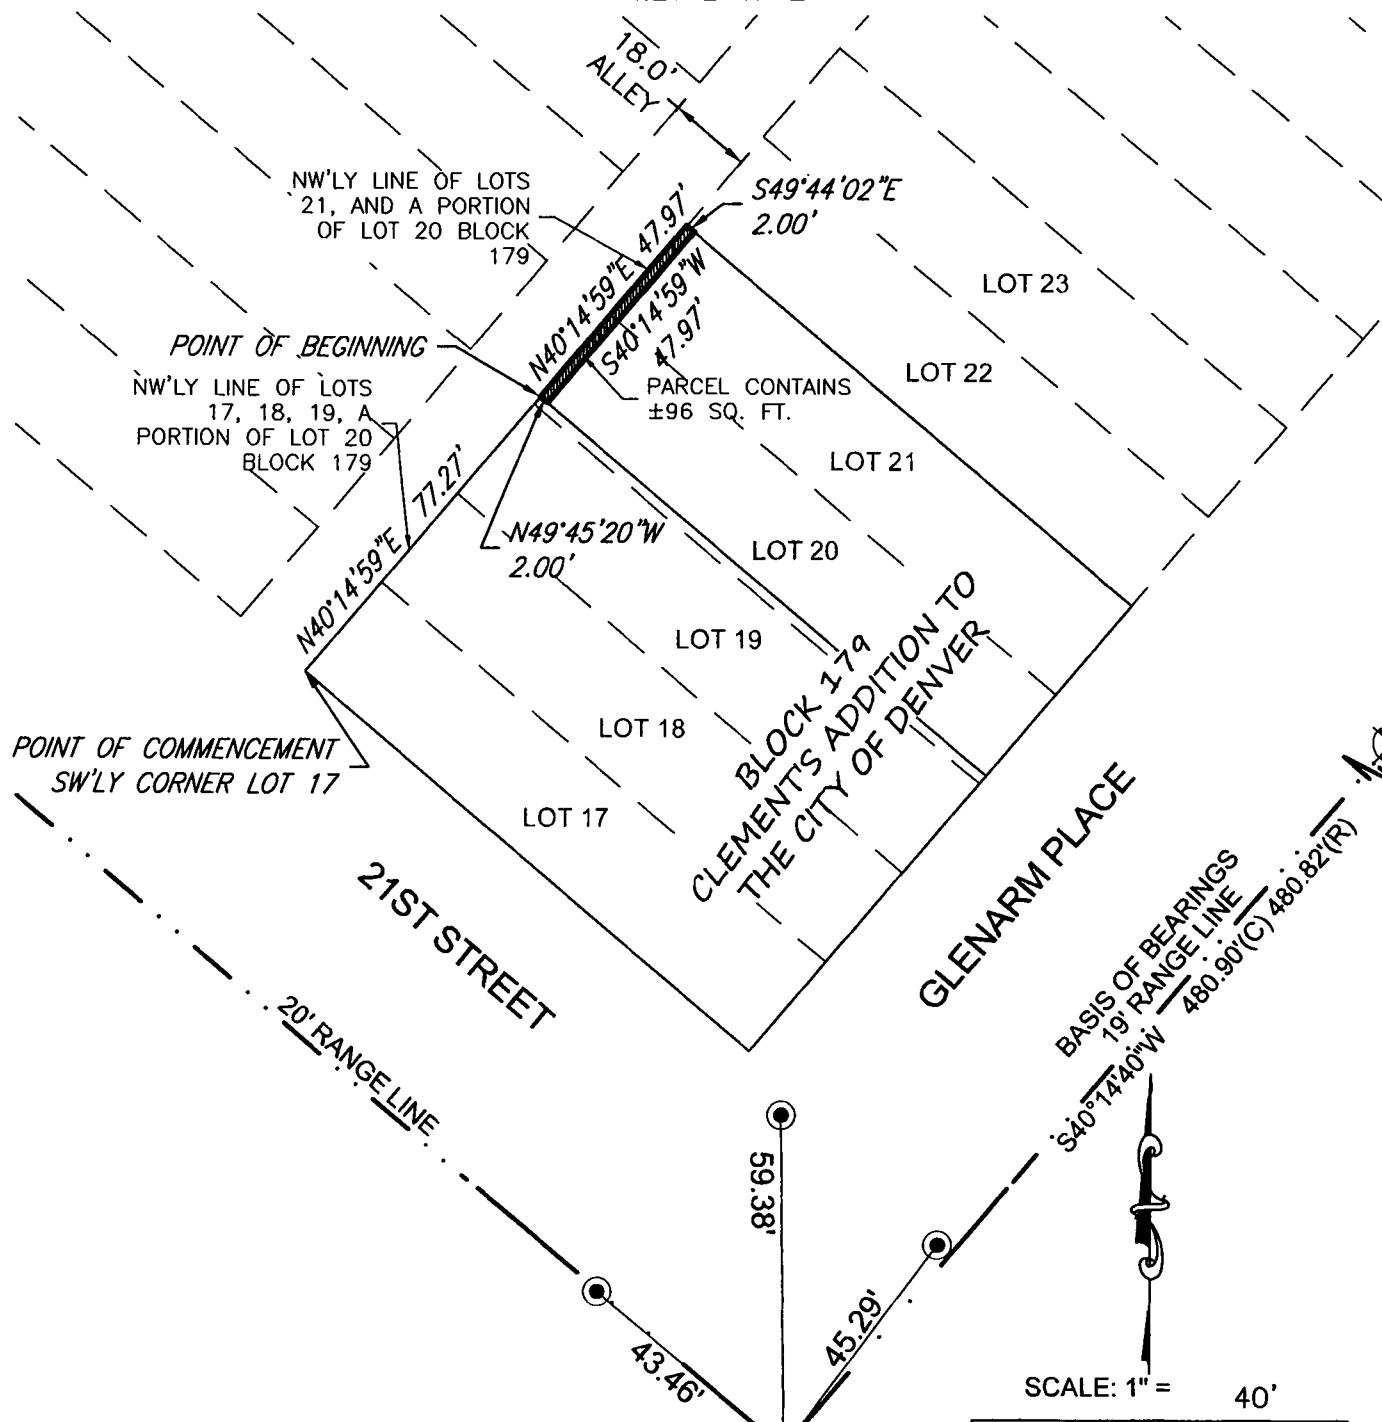 18.0'
ALLEY
NW'LY LINE OF LOTS
21, AND A PORTION
OF LOT 20 BLOCK
179
S49°44'02"E
2.00'
N40°14'59"E 47.97'
S40°14'59"W
47.97'
LOT 23
POINT OF BEGINNING
LOT 22
NW'LY LINE OF LOTS
17, 18, 19, A
PORTION OF LOT 20
BLOCK 179
PARCEL CONTAINS
±96 SQ. FT.
LOT 21
N40°14'59"E 77.27'
N49°45'20"W
2.00'
LOT 20
LOT 19
LOT 18
LOT 17
BLOCK 179
CLEMENT'S ADDITION TO
THE CITY OF DENVER
POINT OF COMMENCEMENT
SW'LY CORNER LOT 17
21ST STREET
GLENARM PLACE
20' RANGE LINE
BASIS OF BEARINGS
19' RANGE LINE
S40°14'40"W 480.90'(C) 480.82'(R)
59.38'
45.29'
43.46'
SCALE: 1" = 40'